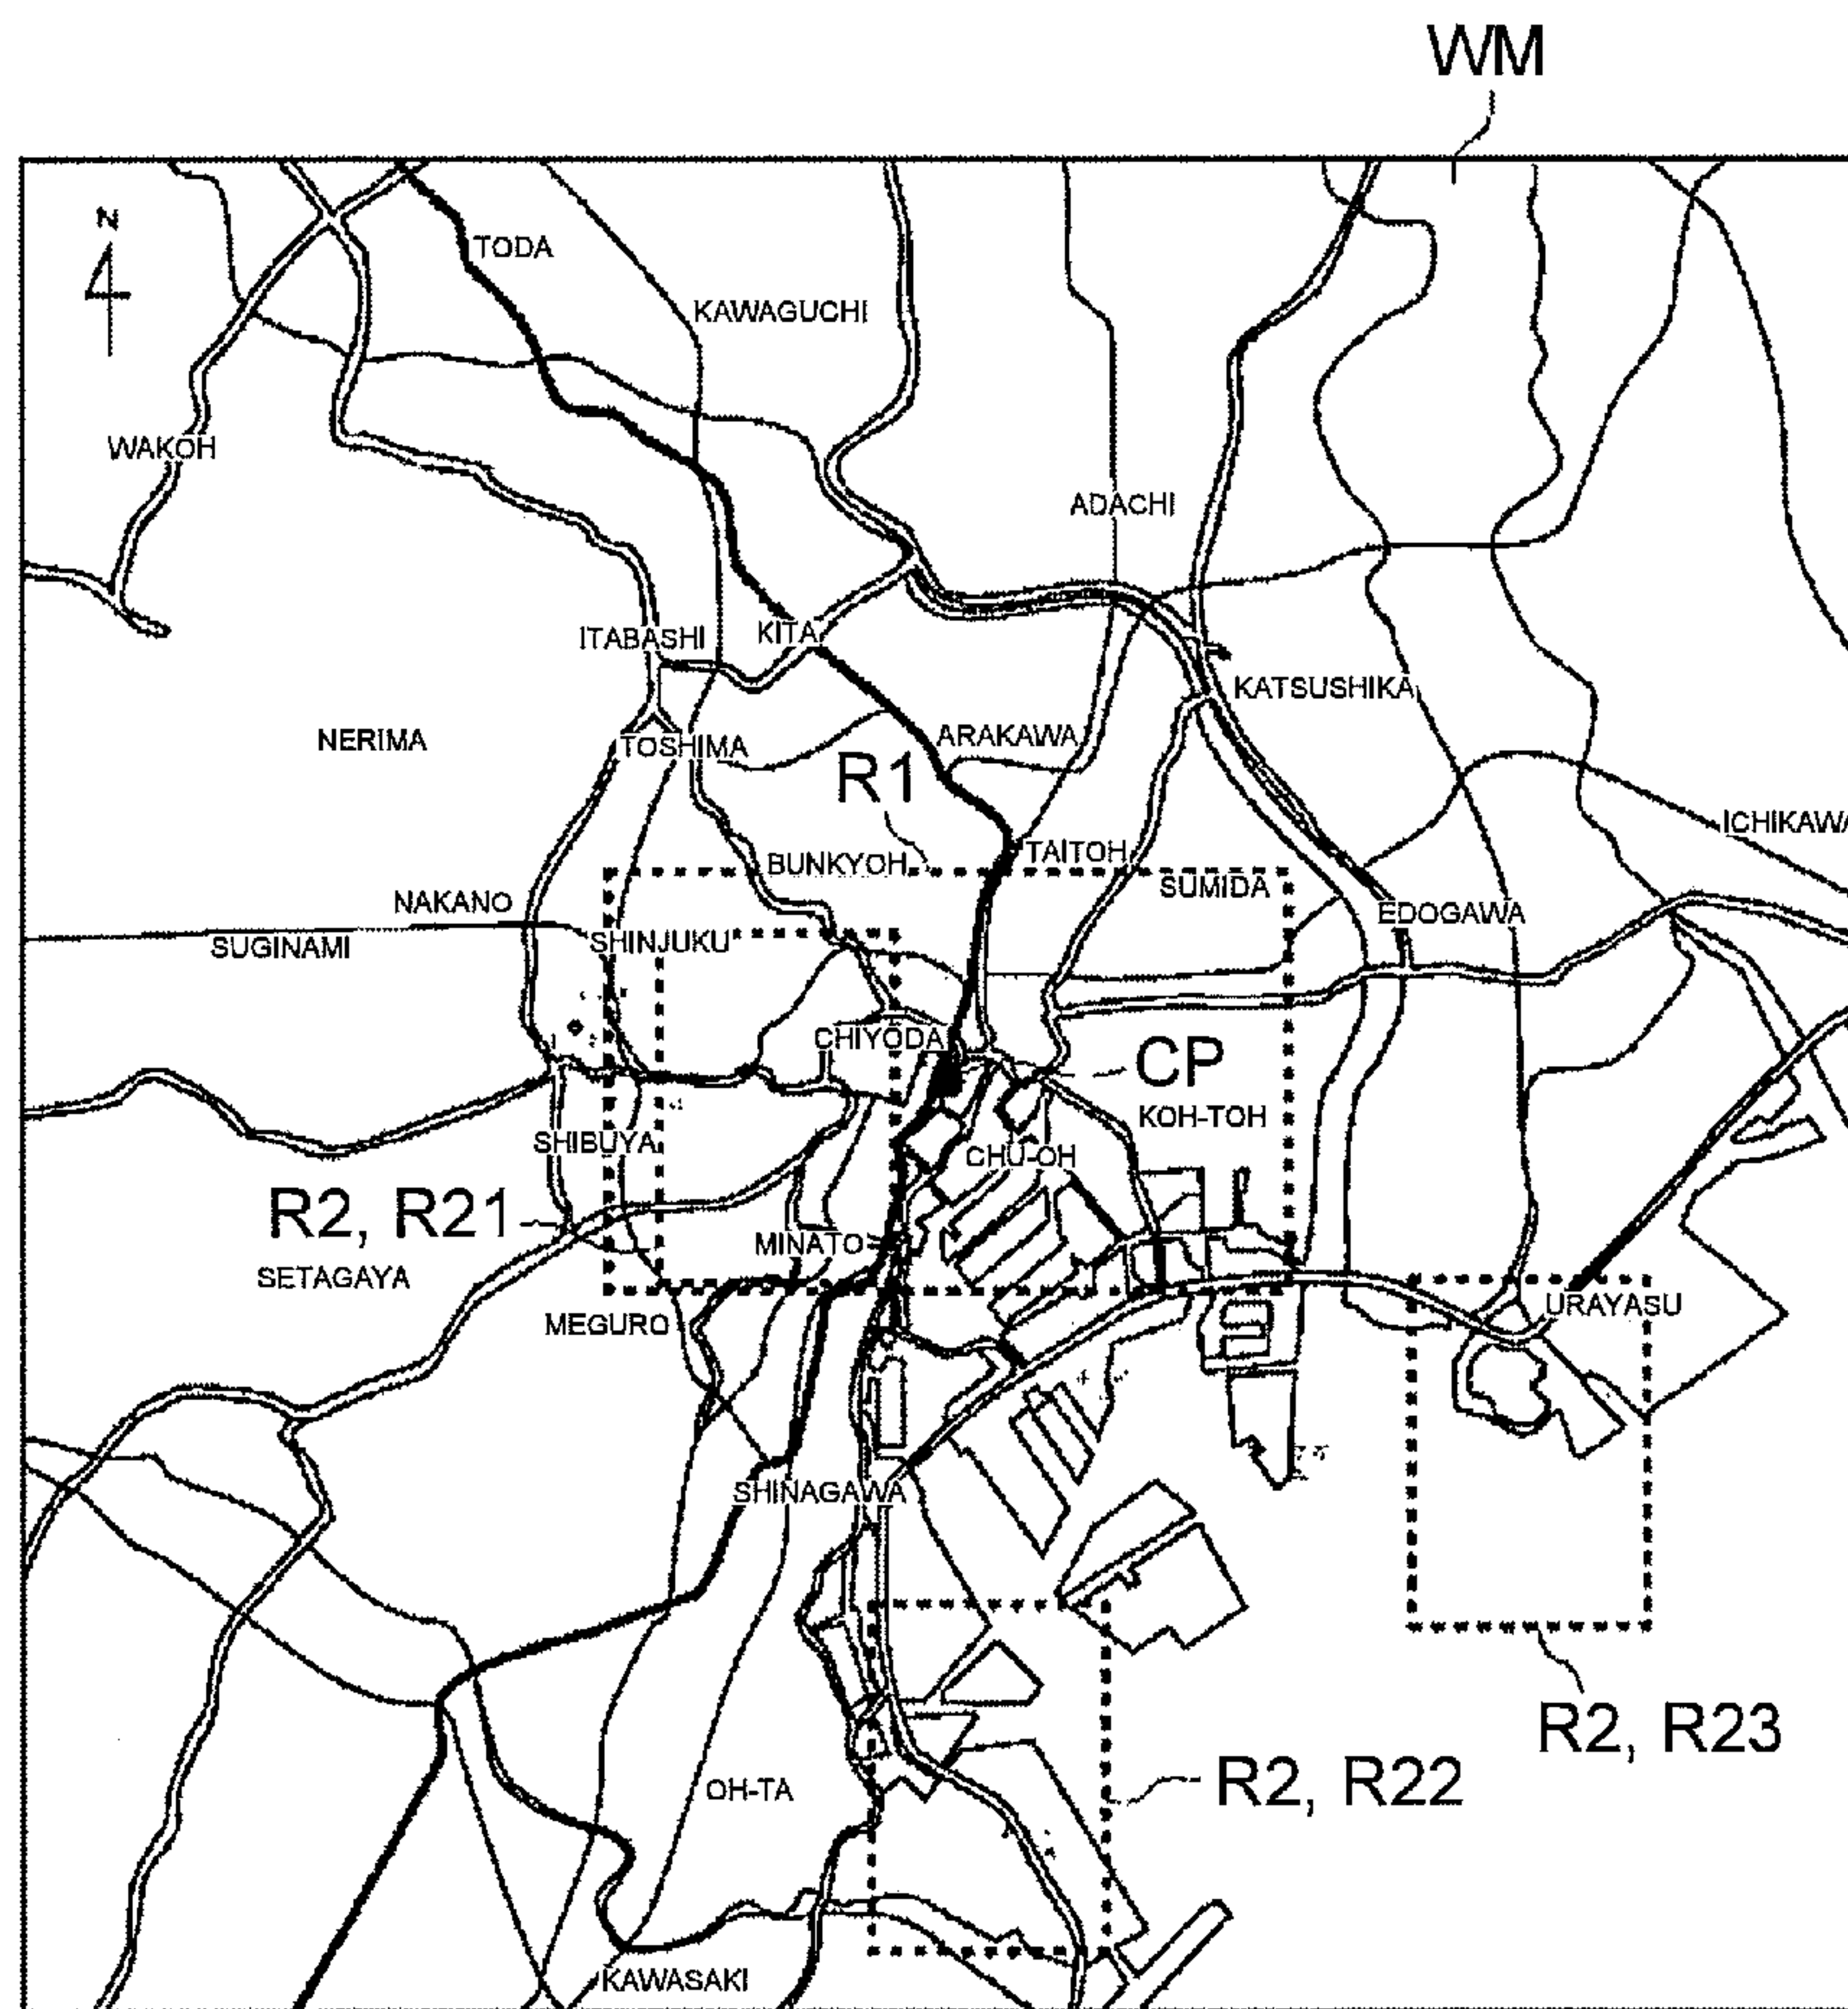 WM
N
TODA
KAWAGUCHI
WAKOH
ADACHI
ITABASHI
KITA
KATSUSHIKA
NERIMA
TOSHIMA
ARAKAWA
R1
ICHIKAWA
TAITOH
BUNKYOH
SUMIDA
NAKANO
EDOGAWA
SUGINAMI
SHINJUKU
CHIYODA
CP
KOH-TOH
SHIBUYA
CHU-OH
R2, R21
MINATO
SETAGAYA
URAYASU
MEGURO
SHINAGAWA
R2, R23
R2, R22
OH-TA
KAWASAKI